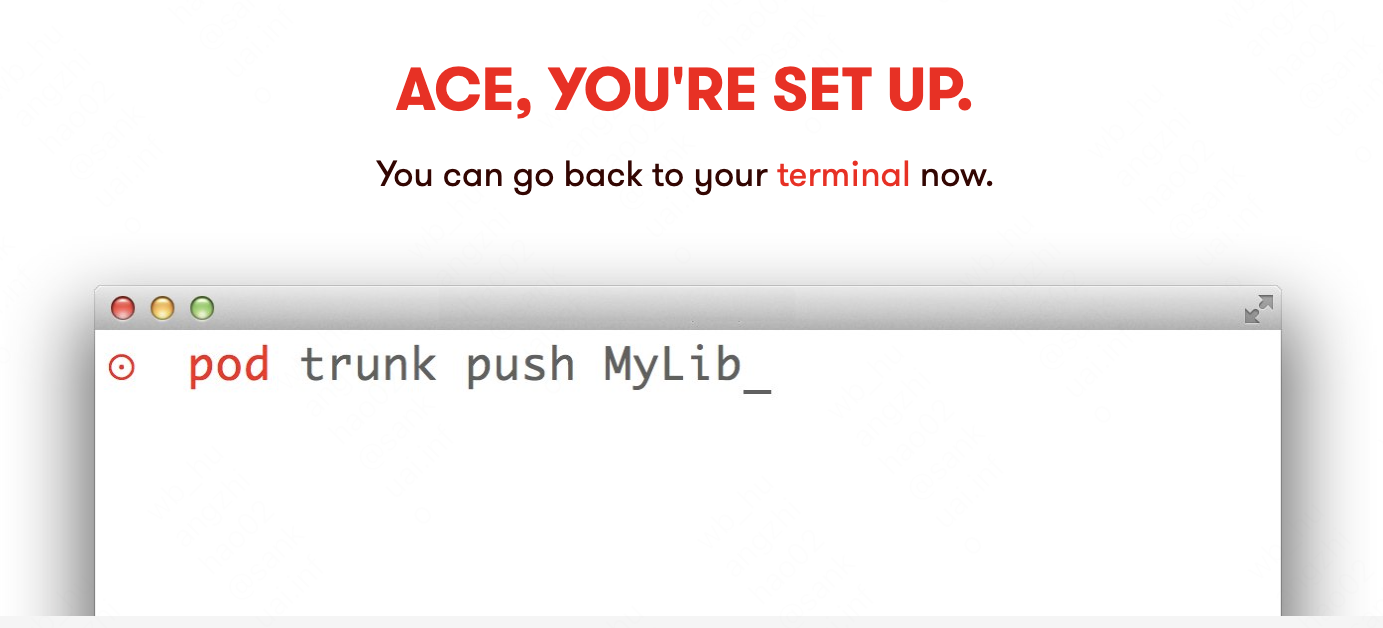 ACE, YOU'RE SET UP.
You can go back to your terminal now.
pod trunk push MyLib_